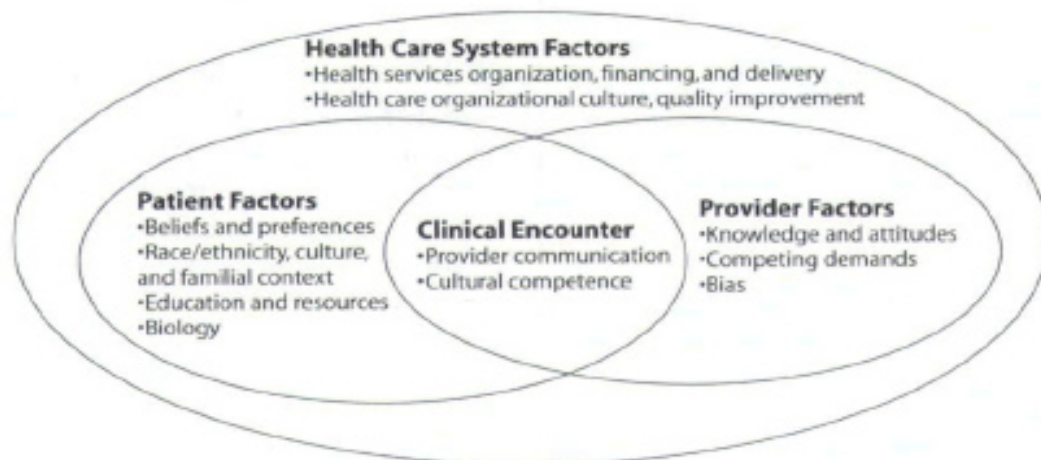 Health Care System Factors
•Health services organization, financing, and delivery
•Health care organizational culture, quality improvement
Patient Factors
•Beliefs and preferences
•Race/ethnicity, culture,
and familial context
•Education and resources
•Biology
Clinical Encounter
•Provider communication
•Cultural competence
Provider Factors
•Knowledge and attitudes
•Competing demands
•Bias